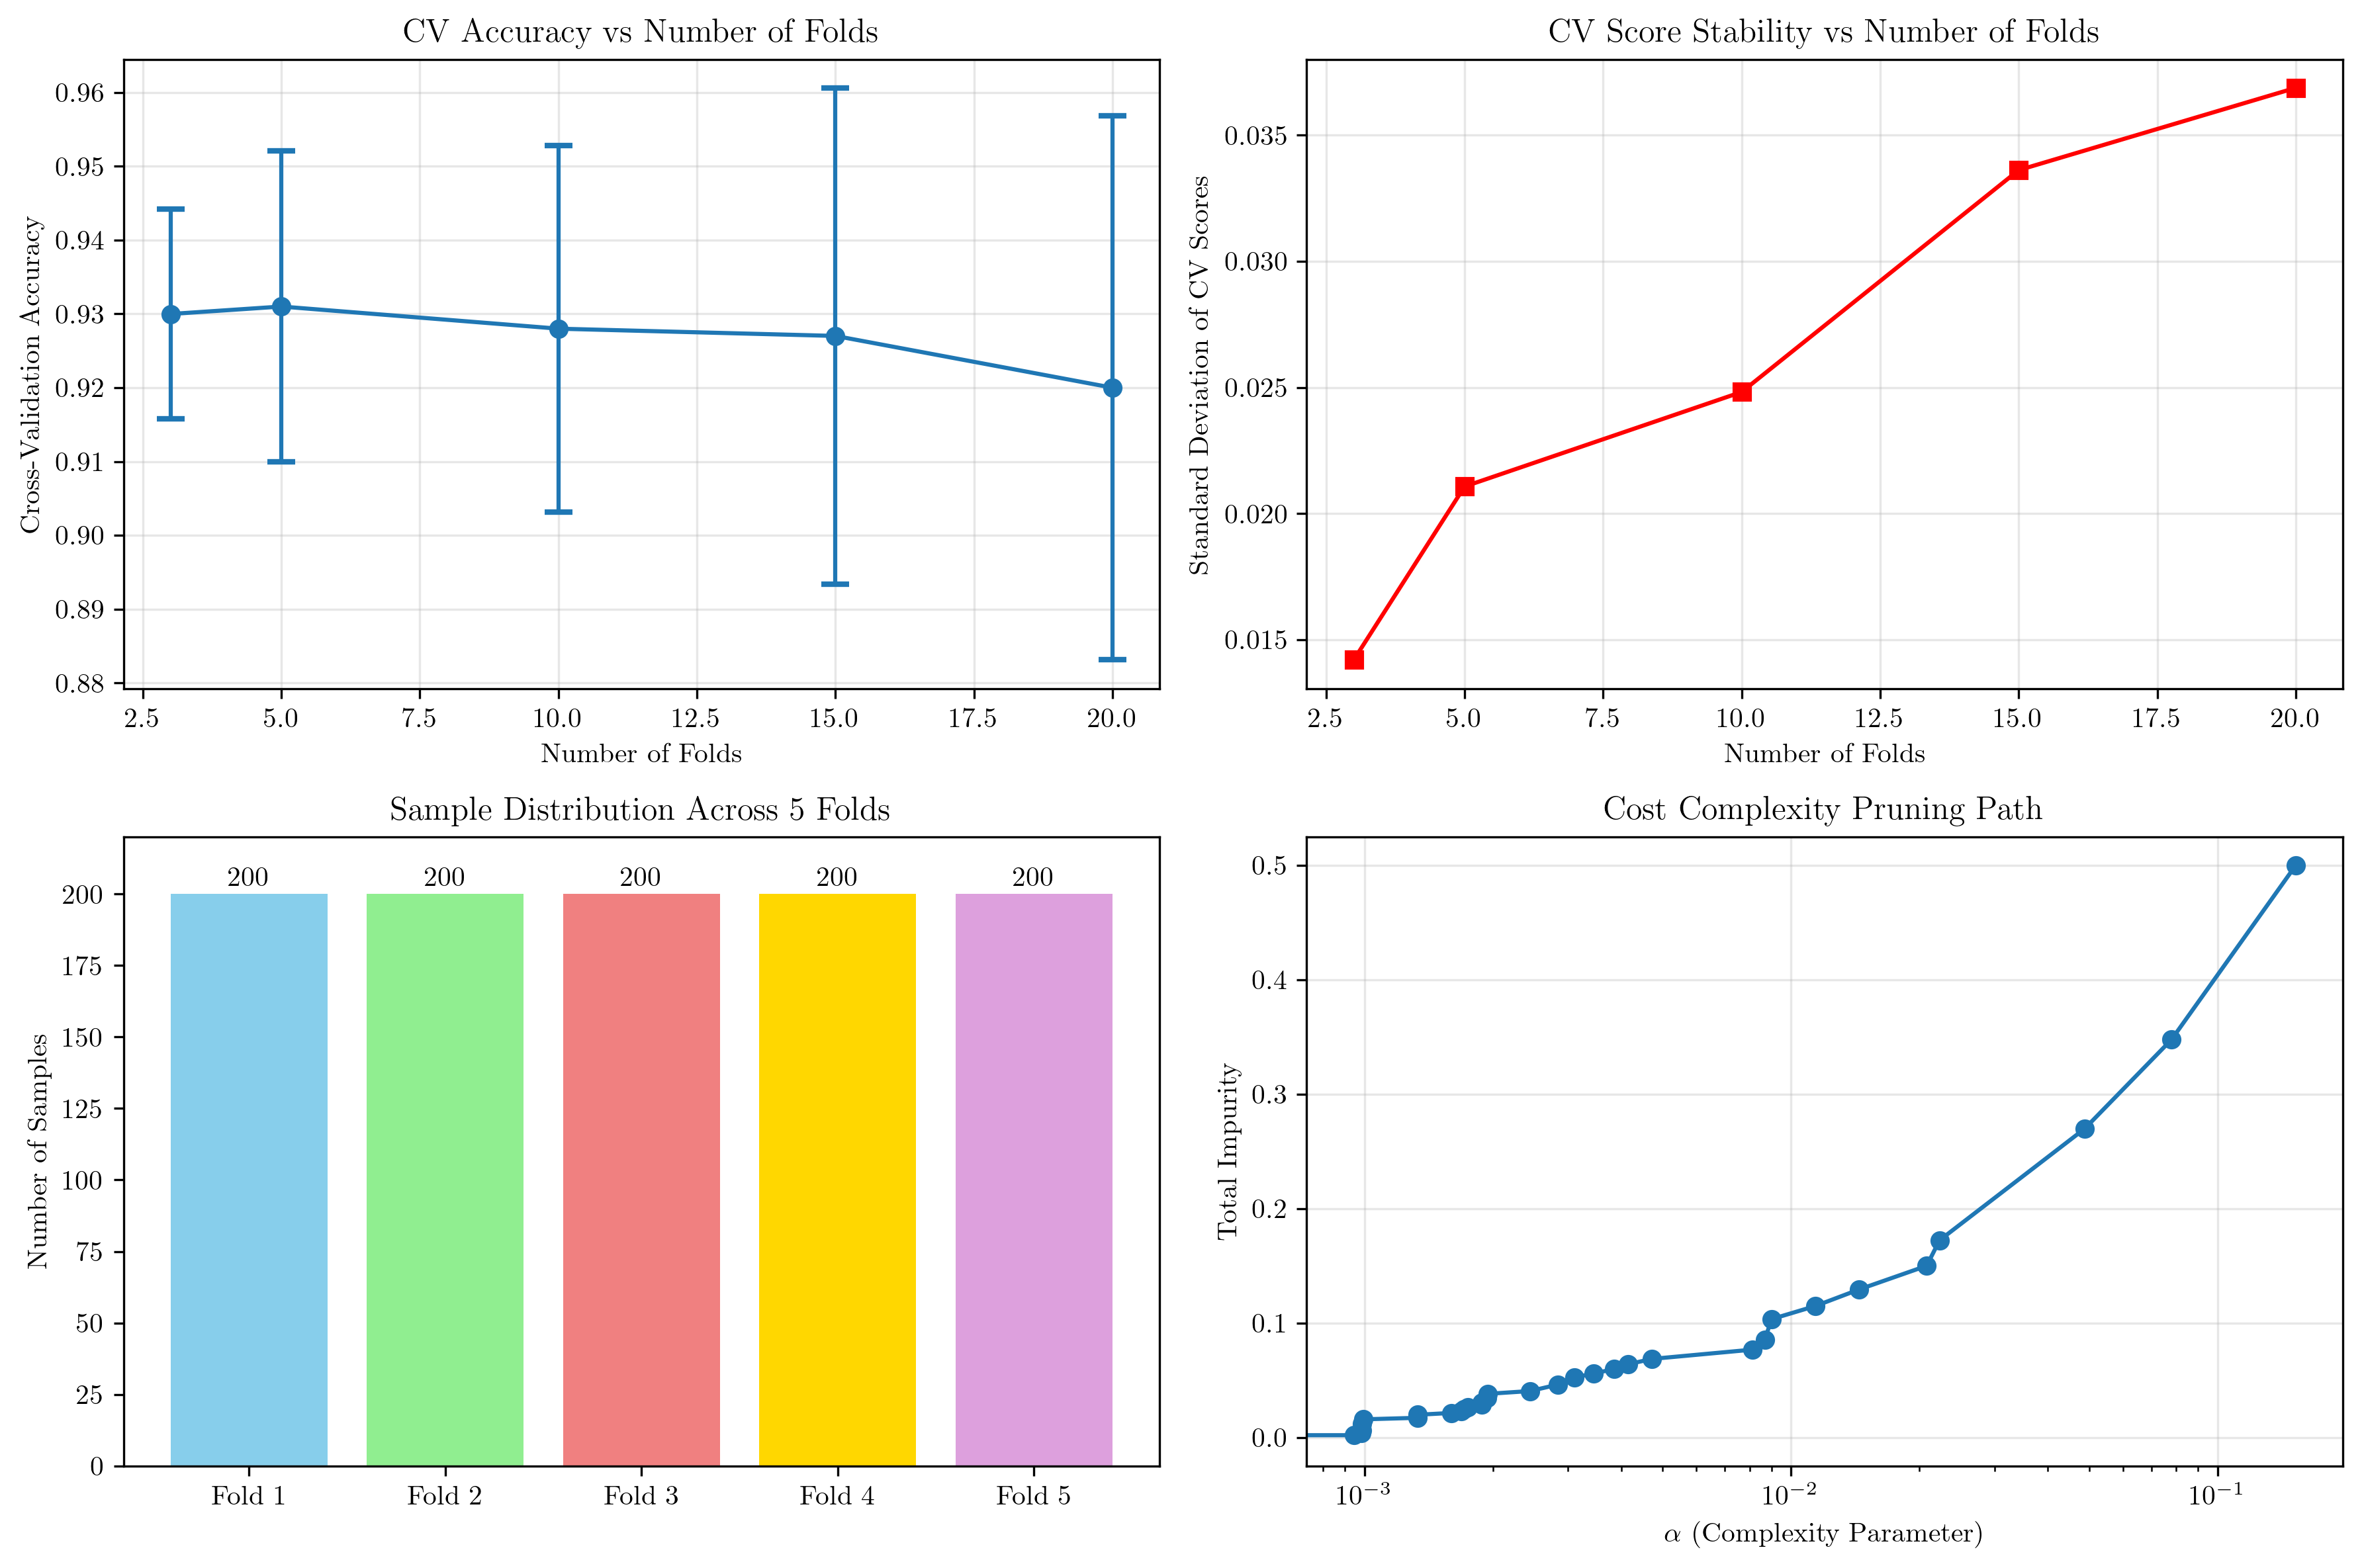 CV Accuracy vs Number of Folds
Cross-Validation Accuracy
0.96
0.95
0.94
0.93
0.92
0.91
0.90
0.89
0.88
2.5 5.0 7.5 10.0 12.5 15.0 17.5 20.0
Number of Folds
CV Score Stability vs Number of Folds
Standard Deviation of CV Scores
0.035
0.030
0.025
0.020
0.015
2.5 5.0 7.5 10.0 12.5 15.0 17.5 20.0
Number of Folds
Sample Distribution Across 5 Folds
Number of Samples
200 200 200 200 200
200
175
150
125
100
75
50
25
0
Fold 1 Fold 2 Fold 3 Fold 4 Fold 5
Cost Complexity Pruning Path
Total Impurity
0.5
0.4
0.3
0.2
0.1
0.0
10⁻³ 10⁻² 10⁻¹
α (Complexity Parameter)